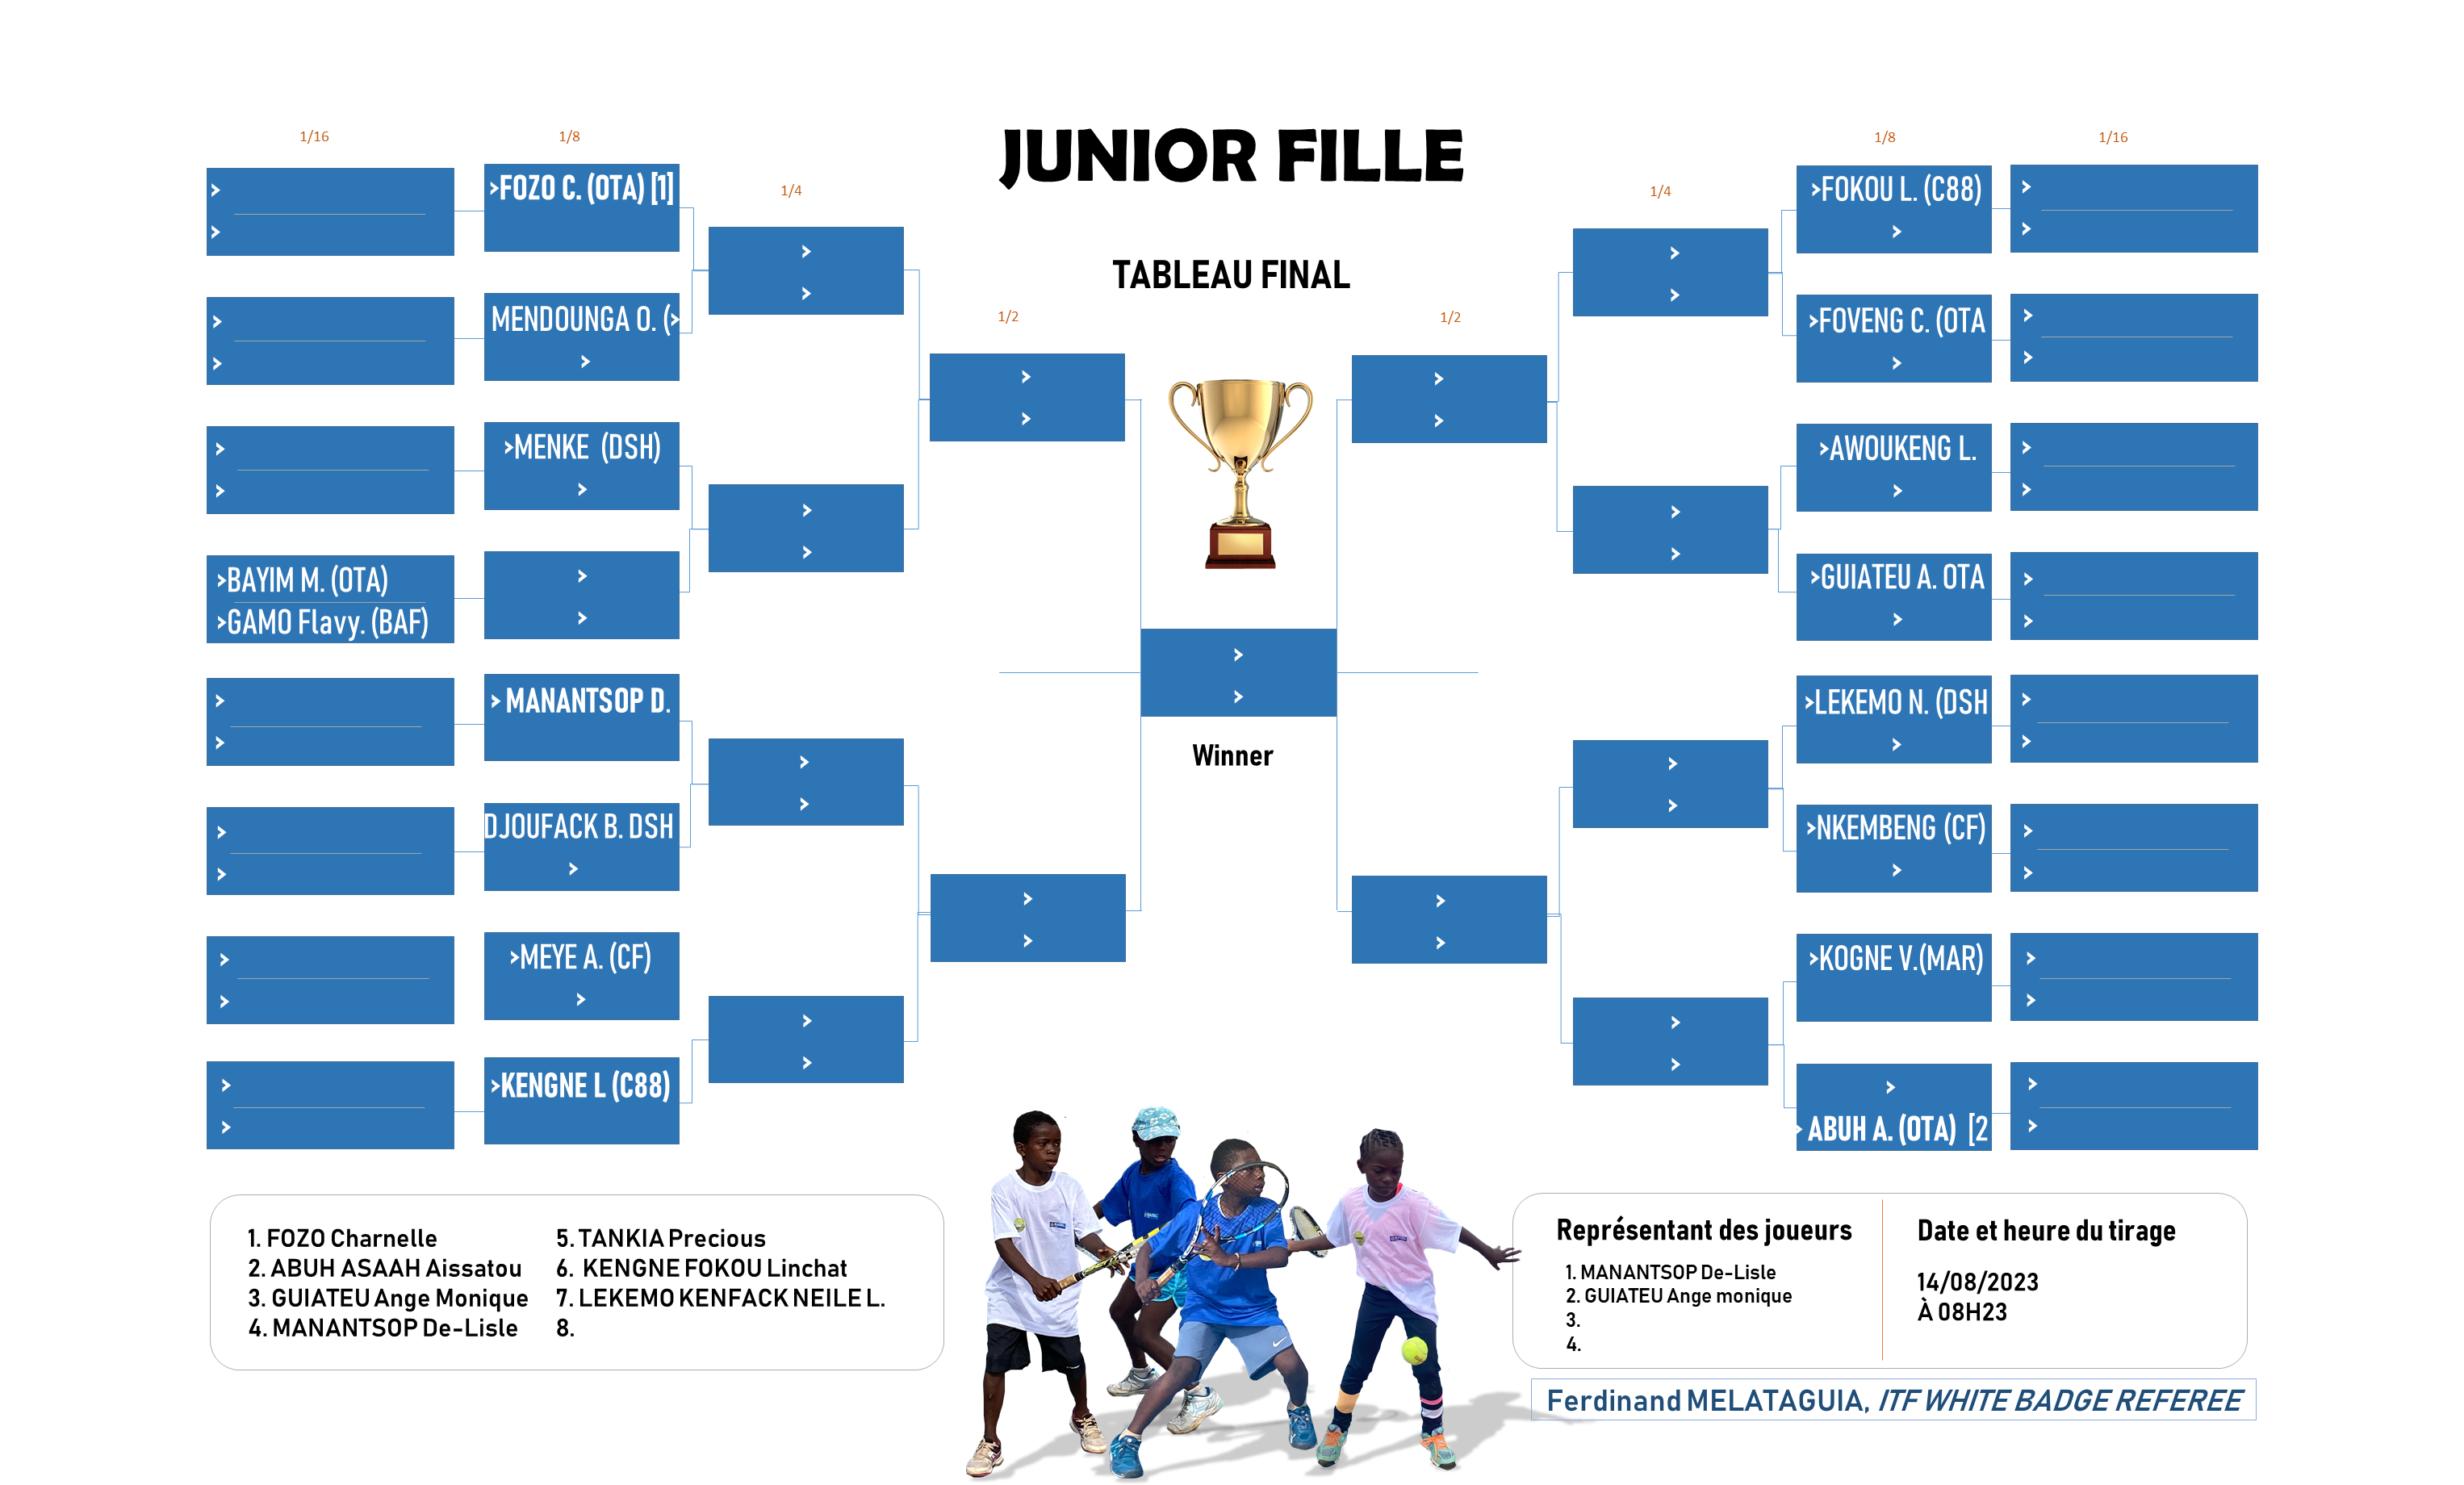 JUNIOR FILLE
TABLEAU FINAL
1/16
1/8
1/4
1/2
1/2
1/4
1/8
1/16
>FOZO C. (OTA) [1]
MENDOUNGA O. (>
>
>MENKE (DSH)
>
>BAYIM M. (OTA)
>GAMO Flavy. (BAF)
> MANANTSOP D.
DJOUFACK B. DSH
>
>MEYE A. (CF)
>
>KENGNE L (C88)
>FOKOU L. (C88)
>
>FOVENG C. (OTA
>
>AWOUKENG L.
>
>GUIATEU A. OTA
>
>LEKEMO N. (DSH
>
>NKEMBENG (CF)
>
>KOGNE V.(MAR)
>
> ABUH A. (OTA) [2
Winner
1. FOZO Charnelle
2. ABUH ASAAH Aissatou
3. GUIATEU Ange Monique
4. MANANTSOP De-Lisle
5. TANKIA Precious
6. KENGNE FOKOU Linchat
7. LEKEMO KENFACK NEILE L.
8.
Représentant des joueurs
1. MANANTSOP De-Lisle
2. GUIATEU Ange monique
3.
4.
Date et heure du tirage
14/08/2023
À 08H23
Ferdinand MELATAGUIA, ITF WHITE BADGE REFEREE